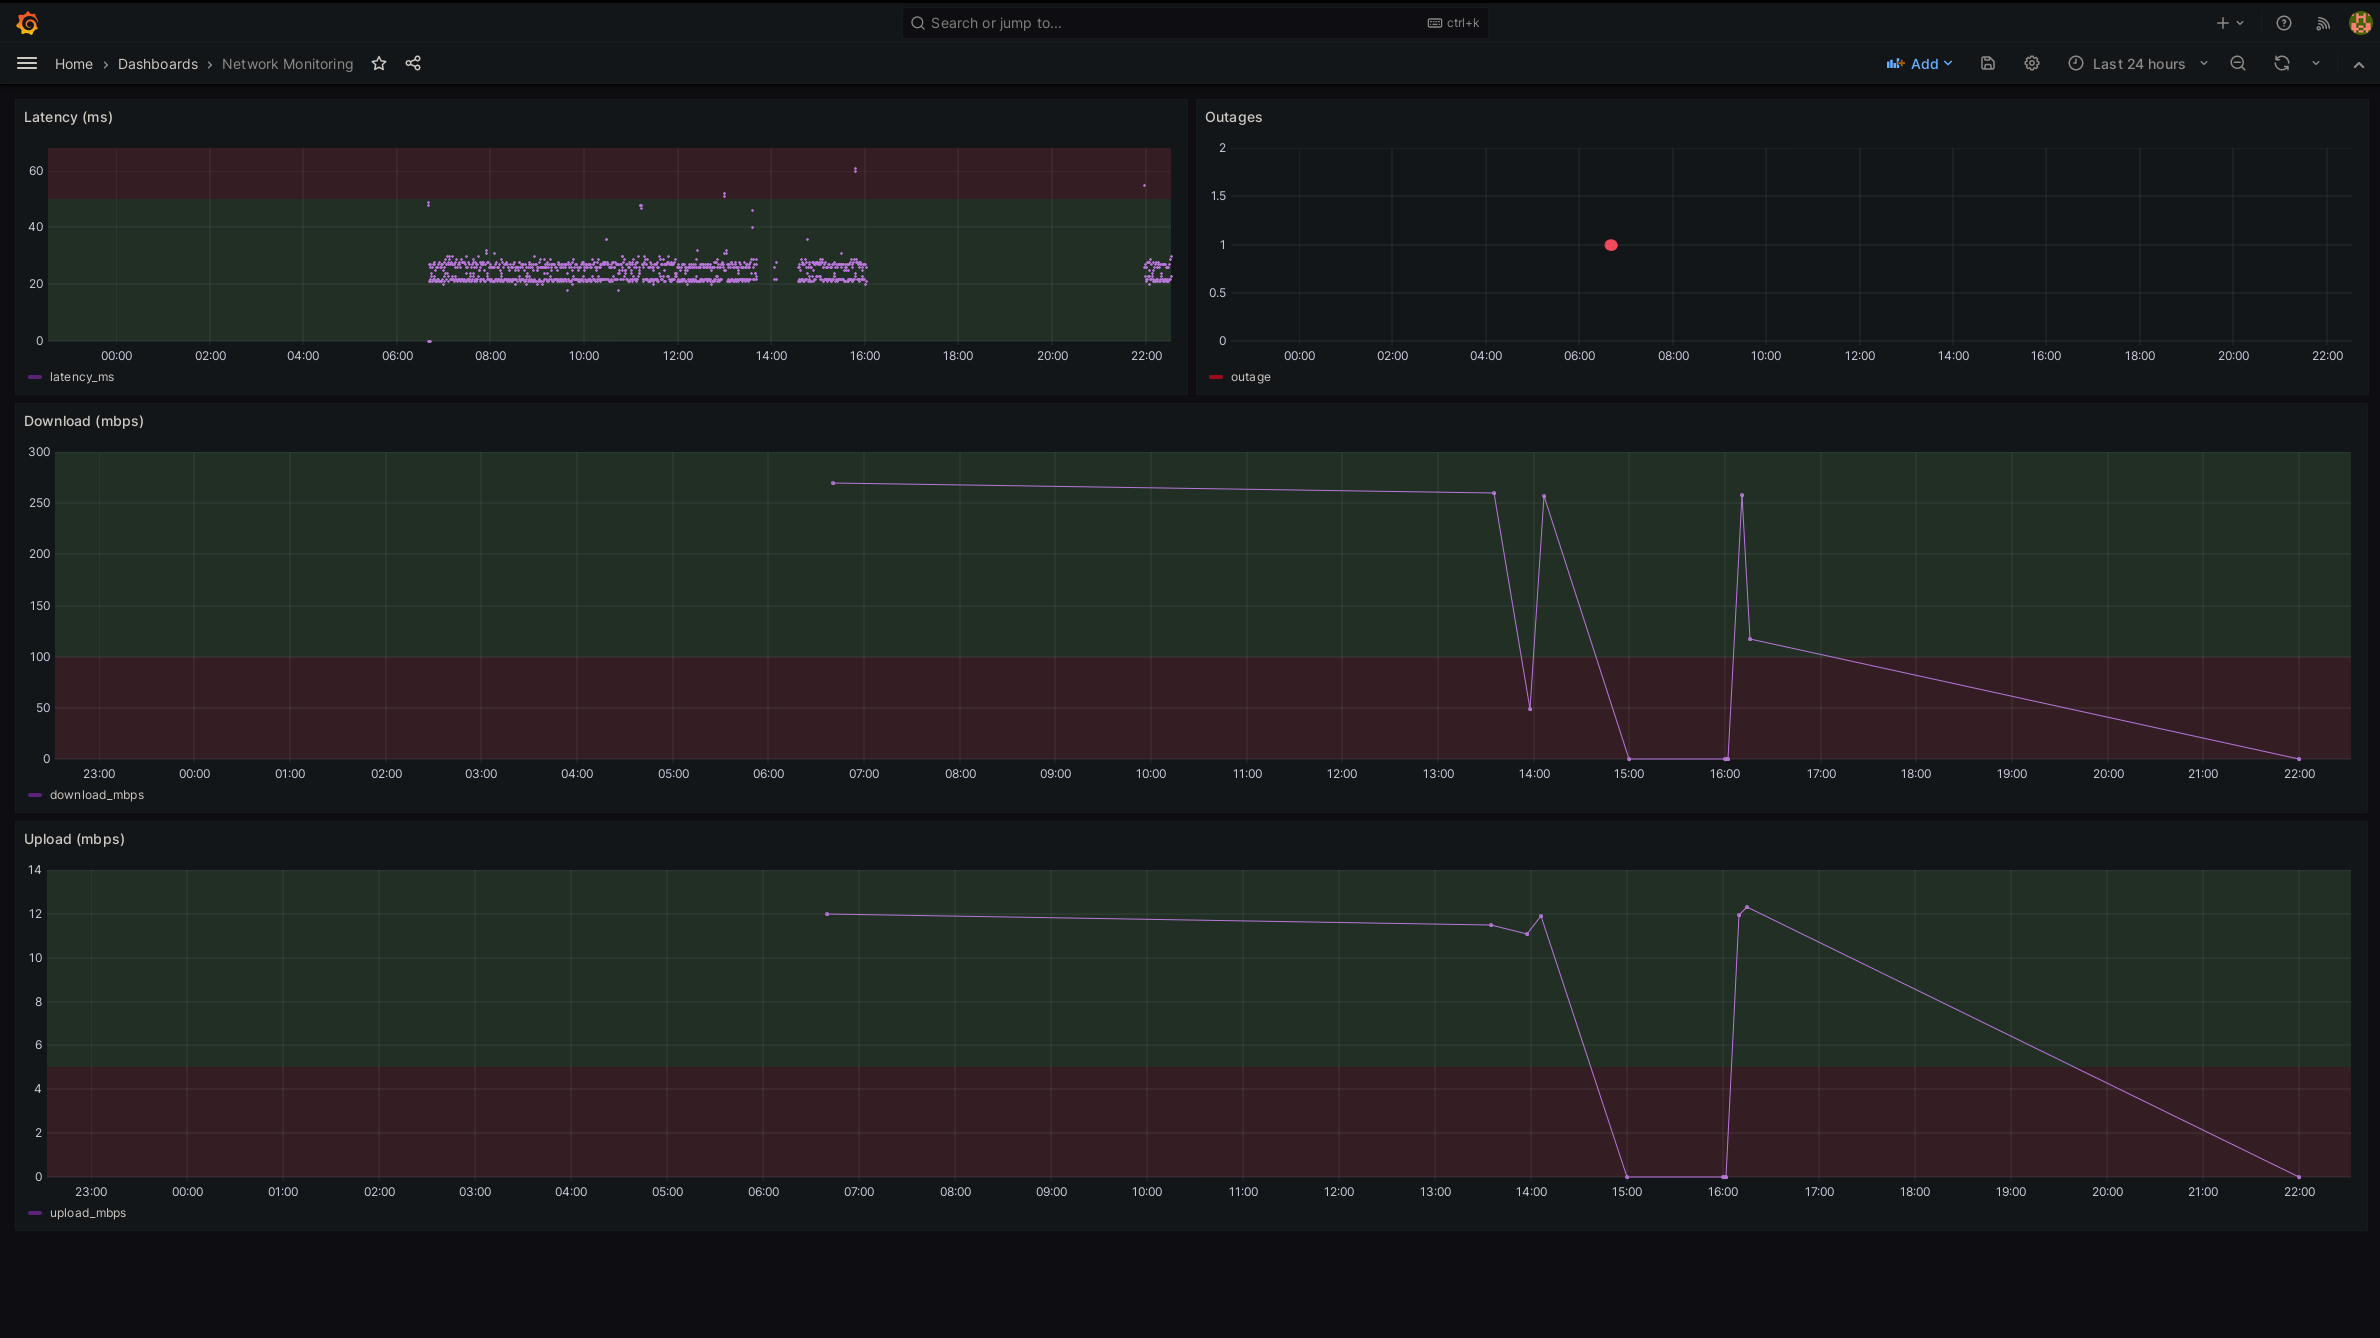 Search or jump to... ctrl+k
Home › Dashboards › Network Monitoring Add Last 24 hours
Latency (ms)
60
40
20
0
00:00 02:00 04:00 06:00 08:00 10:00 12:00 14:00 16:00 18:00 20:00 22:00
latency_ms
Outages
2
1.5
1
0.5
0
00:00 02:00 04:00 06:00 08:00 10:00 12:00 14:00 16:00 18:00 20:00 22:00
outage
Download (mbps)
300
250
200
150
100
50
0
23:00 00:00 01:00 02:00 03:00 04:00 05:00 06:00 07:00 08:00 09:00 10:00 11:00 12:00 13:00 14:00 15:00 16:00 17:00 18:00 19:00 20:00 21:00 22:00
download_mbps
Upload (mbps)
14
12
10
8
6
4
2
0
23:00 00:00 01:00 02:00 03:00 04:00 05:00 06:00 07:00 08:00 09:00 10:00 11:00 12:00 13:00 14:00 15:00 16:00 17:00 18:00 19:00 20:00 21:00 22:00
upload_mbps